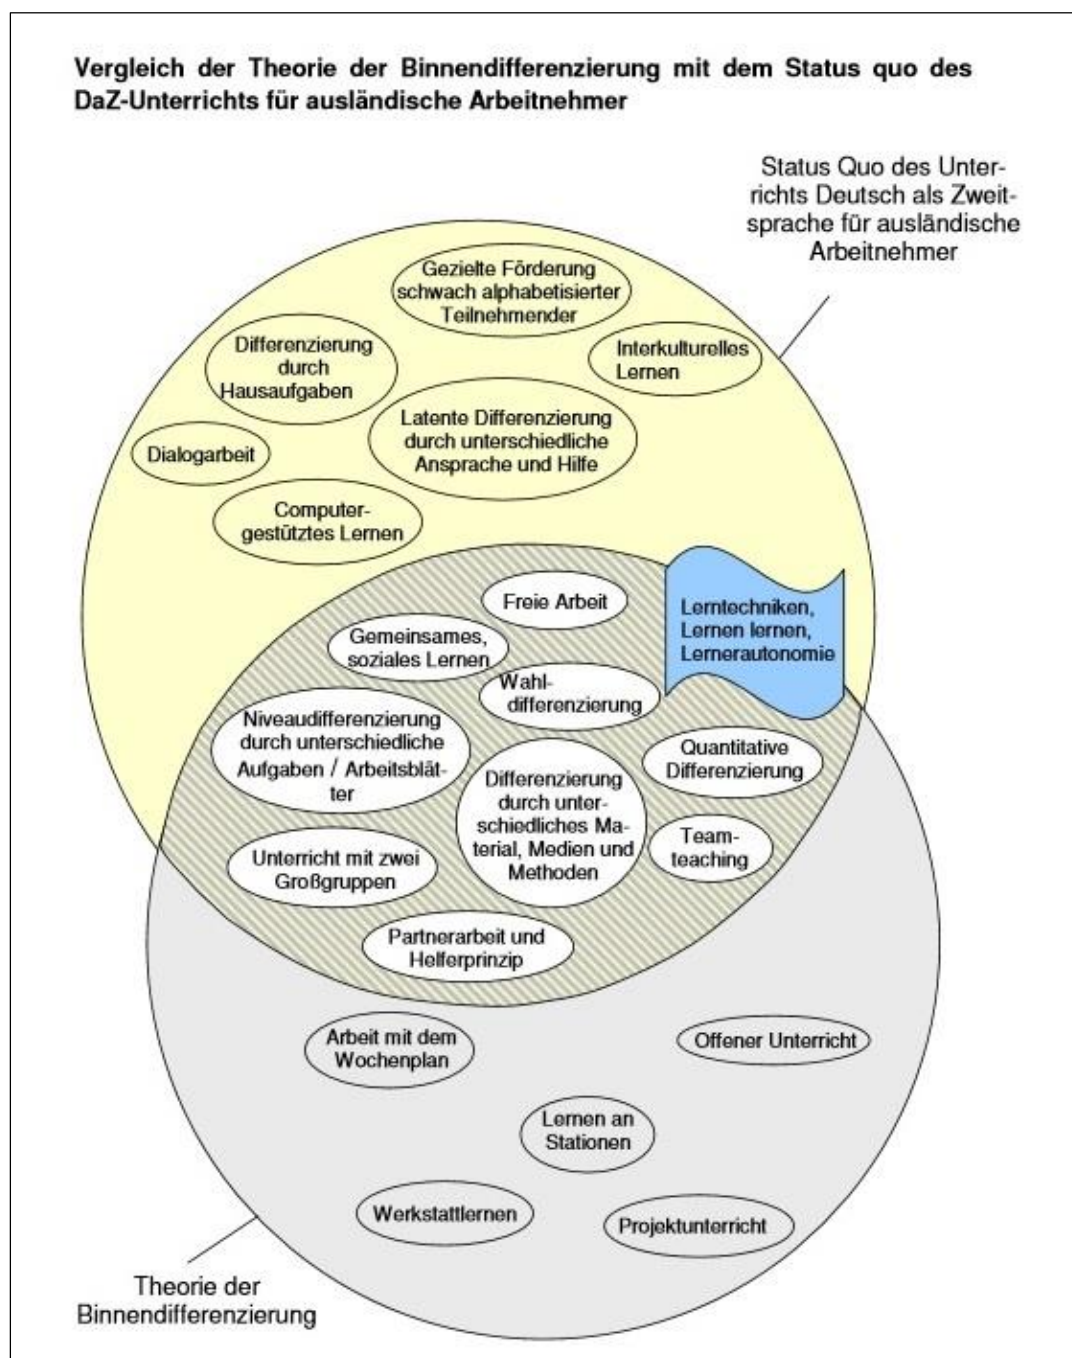 Vergleich der Theorie der Binnendifferenzierung mit dem Status quo des
DaZ-Unterrichts für ausländische Arbeitnehmer
Status Quo des Unter-
richts Deutsch als Zweit-
sprache für ausländische
Arbeitnehmer
Gezielte Förderung
schwach alphabetisierter
Teilnehmender
Differenzierung
durch
Hausaufgaben
Interkulturelles
Lernen
Latente Differenzierung
durch unterschiedliche
Ansprache und Hilfe
Dialogarbeit
Computer-
gestütztes Lernen
Freie Arbeit
Lerntechniken,
Lernen lernen,
Lernerautonomie
Gemeinsames,
soziales Lernen
Wahl-
differenzierung
Niveaudifferenzierung
durch unterschiedliche
Aufgaben / Arbeitsblät-
ter
Quantitative
Differenzierung
Differenzierung
durch unter-
schiedliches Ma-
terial, Medien und
Methoden
Team-
teaching
Unterricht mit zwei
Großgruppen
Partnerarbeit und
Helferprinzip
Arbeit mit dem
Wochenplan
Offener Unterricht
Lernen an
Stationen
Werkstattlernen
Projektunterricht
Theorie der
Binnendifferenzierung